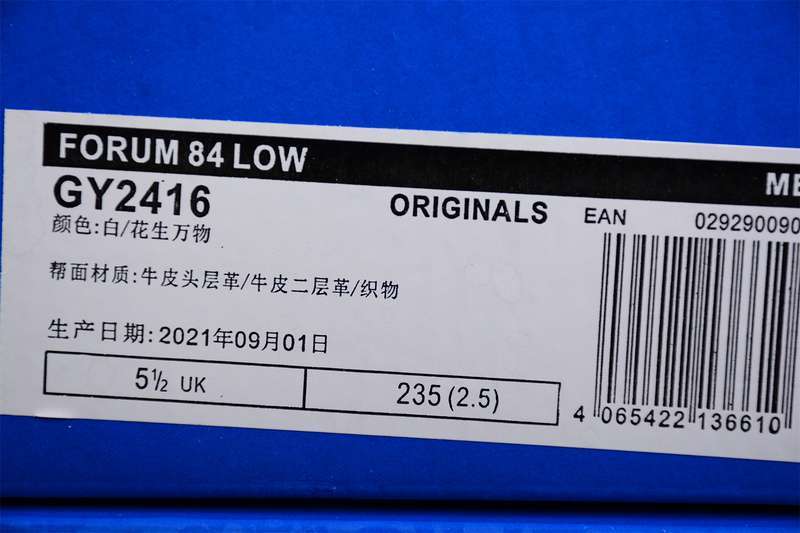 FORUM 84 LOW
GY2416
ORIGINALS
EAN
颜色:白/花生万物
帮面材质:牛皮头层革/牛皮二层革/织物
生产日期:2021年09月01日
5½ UK
235(2.5)
4 065422 136610